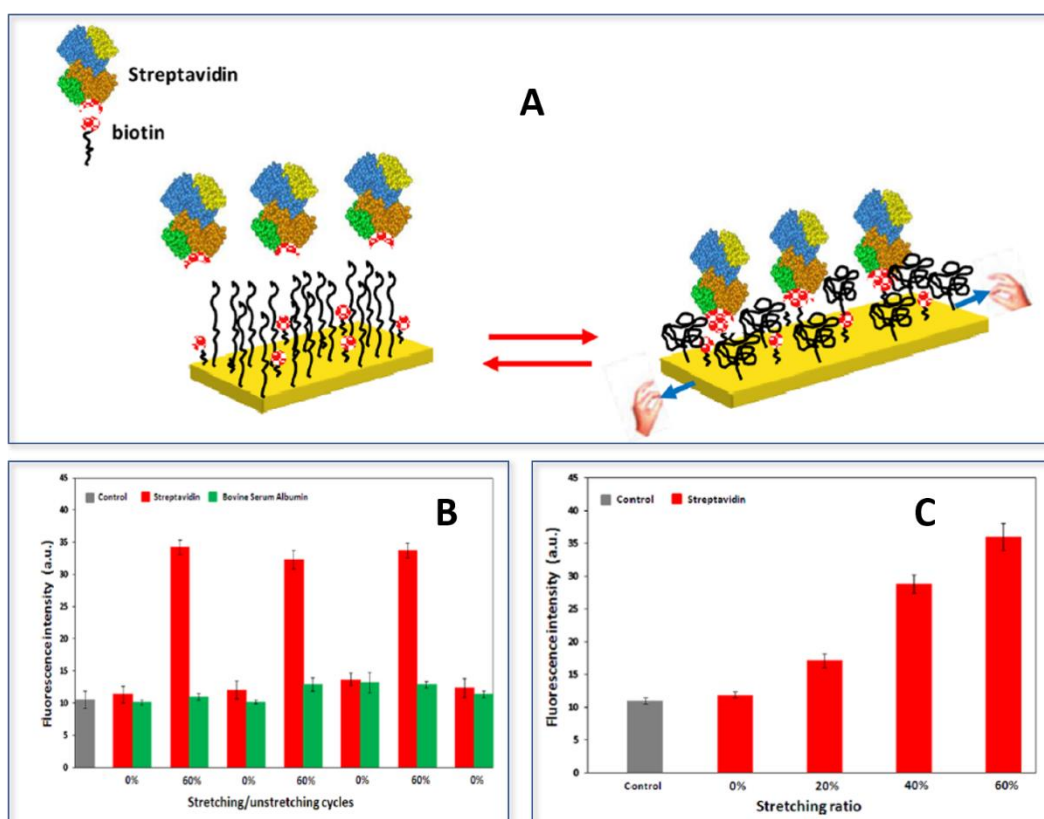 Streptavidin
biotin
A
B
Control Streptavidin Bovine Serum Albumin
45
40
35
30
25
20
15
10
5
0
Fluorescence intensity (a.u.)
0% 60% 0% 60% 0% 60% 0%
Stretching/unstretching cycles
C
Control Streptavidin
45
40
35
30
25
20
15
10
5
0
Fluorescence intensity (a.u.)
Control 0% 20% 40% 60%
Stretching ratio